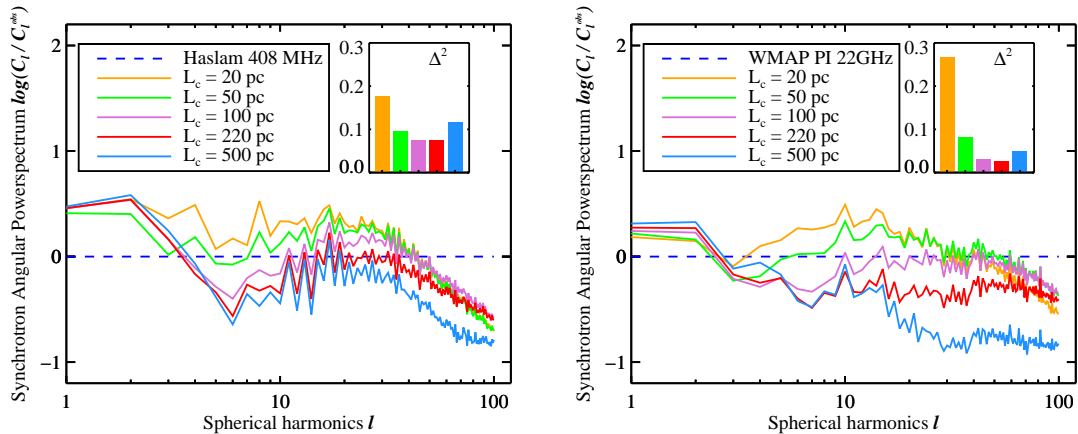 Synchrotron Angular Powerspectrum log(C_l / C_l^obs)
2
1
0
−1
Haslam 408 MHz
L_c = 20 pc
L_c = 50 pc
L_c = 100 pc
L_c = 220 pc
L_c = 500 pc
0.3
0.2
0.1
0.0
Δ²
1
10
100
Spherical harmonics l
Synchrotron Angular Powerspectrum log(C_l / C_l^obs)
2
1
0
−1
WMAP PI 22GHz
L_c = 20 pc
L_c = 50 pc
L_c = 100 pc
L_c = 220 pc
L_c = 500 pc
0.3
0.2
0.1
0.0
Δ²
1
10
100
Spherical harmonics l